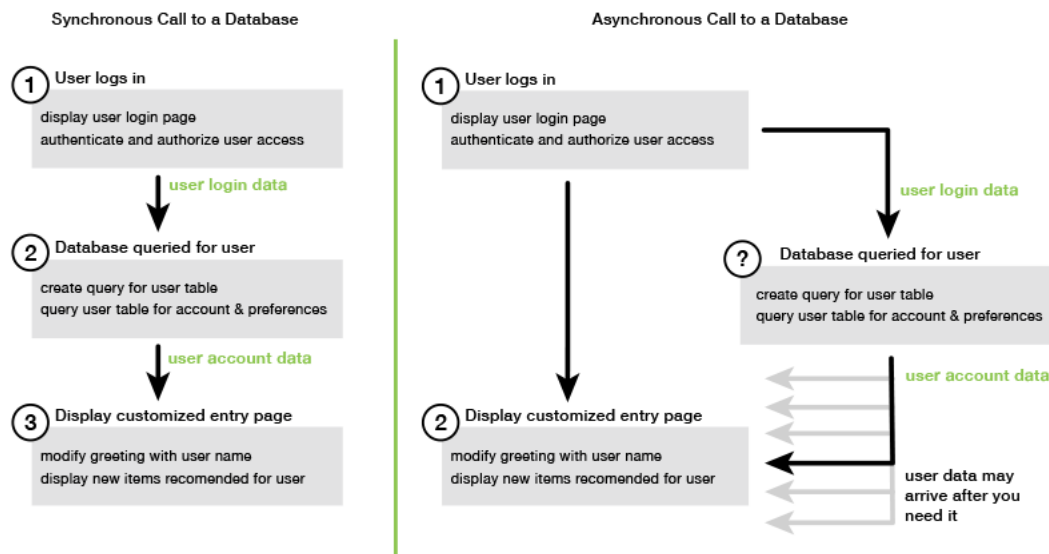 Synchronous Call to a Database
1
User logs in
display user login page
authenticate and authorize user access
user login data
2
Database queried for user
create query for user table
query user table for account & preferences
user account data
3
Display customized entry page
modify greeting with user name
display new items recomended for user
Asynchronous Call to a Database
1
User logs in
display user login page
authenticate and authorize user access
user login data
?
Database queried for user
create query for user table
query user table for account & preferences
user account data
2
Display customized entry page
modify greeting with user name
display new items recomended for user
user data may
arrive after you
need it